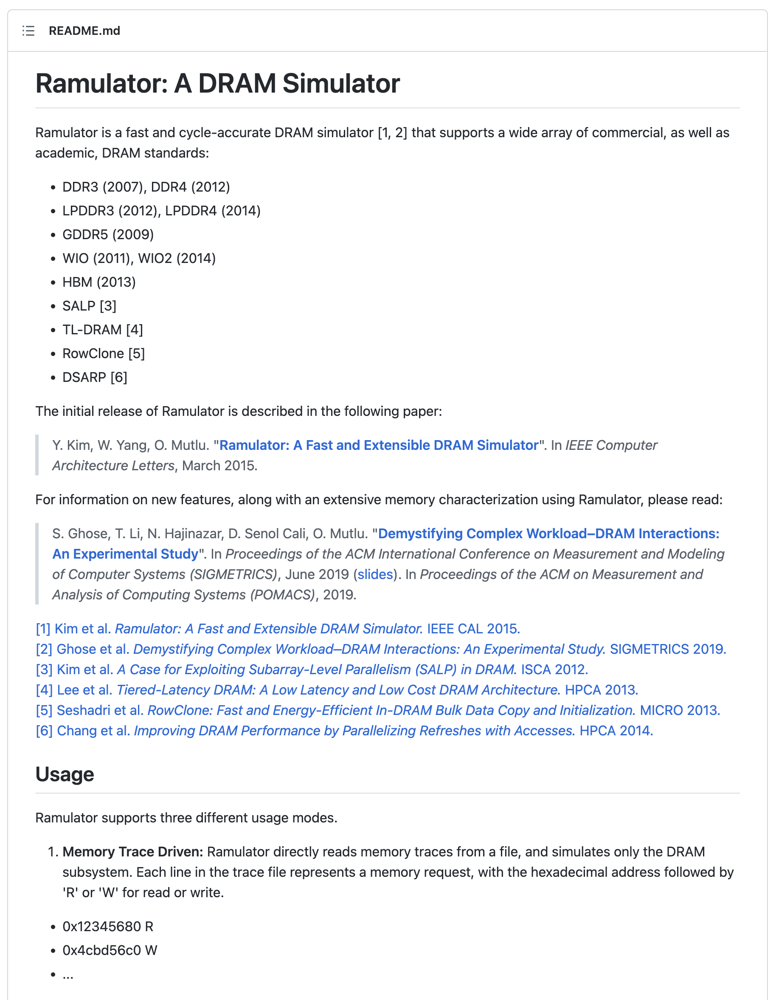 README.md
Ramulator: A DRAM Simulator
Ramulator is a fast and cycle-accurate DRAM simulator [1, 2] that supports a wide array of commercial, as well as
academic, DRAM standards:
• DDR3 (2007), DDR4 (2012)
• LPDDR3 (2012), LPDDR4 (2014)
• GDDR5 (2009)
• WIO (2011), WIO2 (2014)
• HBM (2013)
• SALP [3]
• TL-DRAM [4]
• RowClone [5]
• DSARP [6]
The initial release of Ramulator is described in the following paper:
Y. Kim, W. Yang, O. Mutlu. "Ramulator: A Fast and Extensible DRAM Simulator". In IEEE Computer
Architecture Letters, March 2015.
For information on new features, along with an extensive memory characterization using Ramulator, please read:
S. Ghose, T. Li, N. Hajinazar, D. Senol Cali, O. Mutlu. "Demystifying Complex Workload–DRAM Interactions:
An Experimental Study". In Proceedings of the ACM International Conference on Measurement and Modeling
of Computer Systems (SIGMETRICS), June 2019 (slides). In Proceedings of the ACM on Measurement and
Analysis of Computing Systems (POMACS), 2019.
[1] Kim et al. Ramulator: A Fast and Extensible DRAM Simulator. IEEE CAL 2015.
[2] Ghose et al. Demystifying Complex Workload–DRAM Interactions: An Experimental Study. SIGMETRICS 2019.
[3] Kim et al. A Case for Exploiting Subarray-Level Parallelism (SALP) in DRAM. ISCA 2012.
[4] Lee et al. Tiered-Latency DRAM: A Low Latency and Low Cost DRAM Architecture. HPCA 2013.
[5] Seshadri et al. RowClone: Fast and Energy-Efficient In-DRAM Bulk Data Copy and Initialization. MICRO 2013.
[6] Chang et al. Improving DRAM Performance by Parallelizing Refreshes with Accesses. HPCA 2014.
Usage
Ramulator supports three different usage modes.
1. Memory Trace Driven: Ramulator directly reads memory traces from a file, and simulates only the DRAM
subsystem. Each line in the trace file represents a memory request, with the hexadecimal address followed by
'R' or 'W' for read or write.
• 0x12345680 R
• 0x4cbd56c0 W
• ...